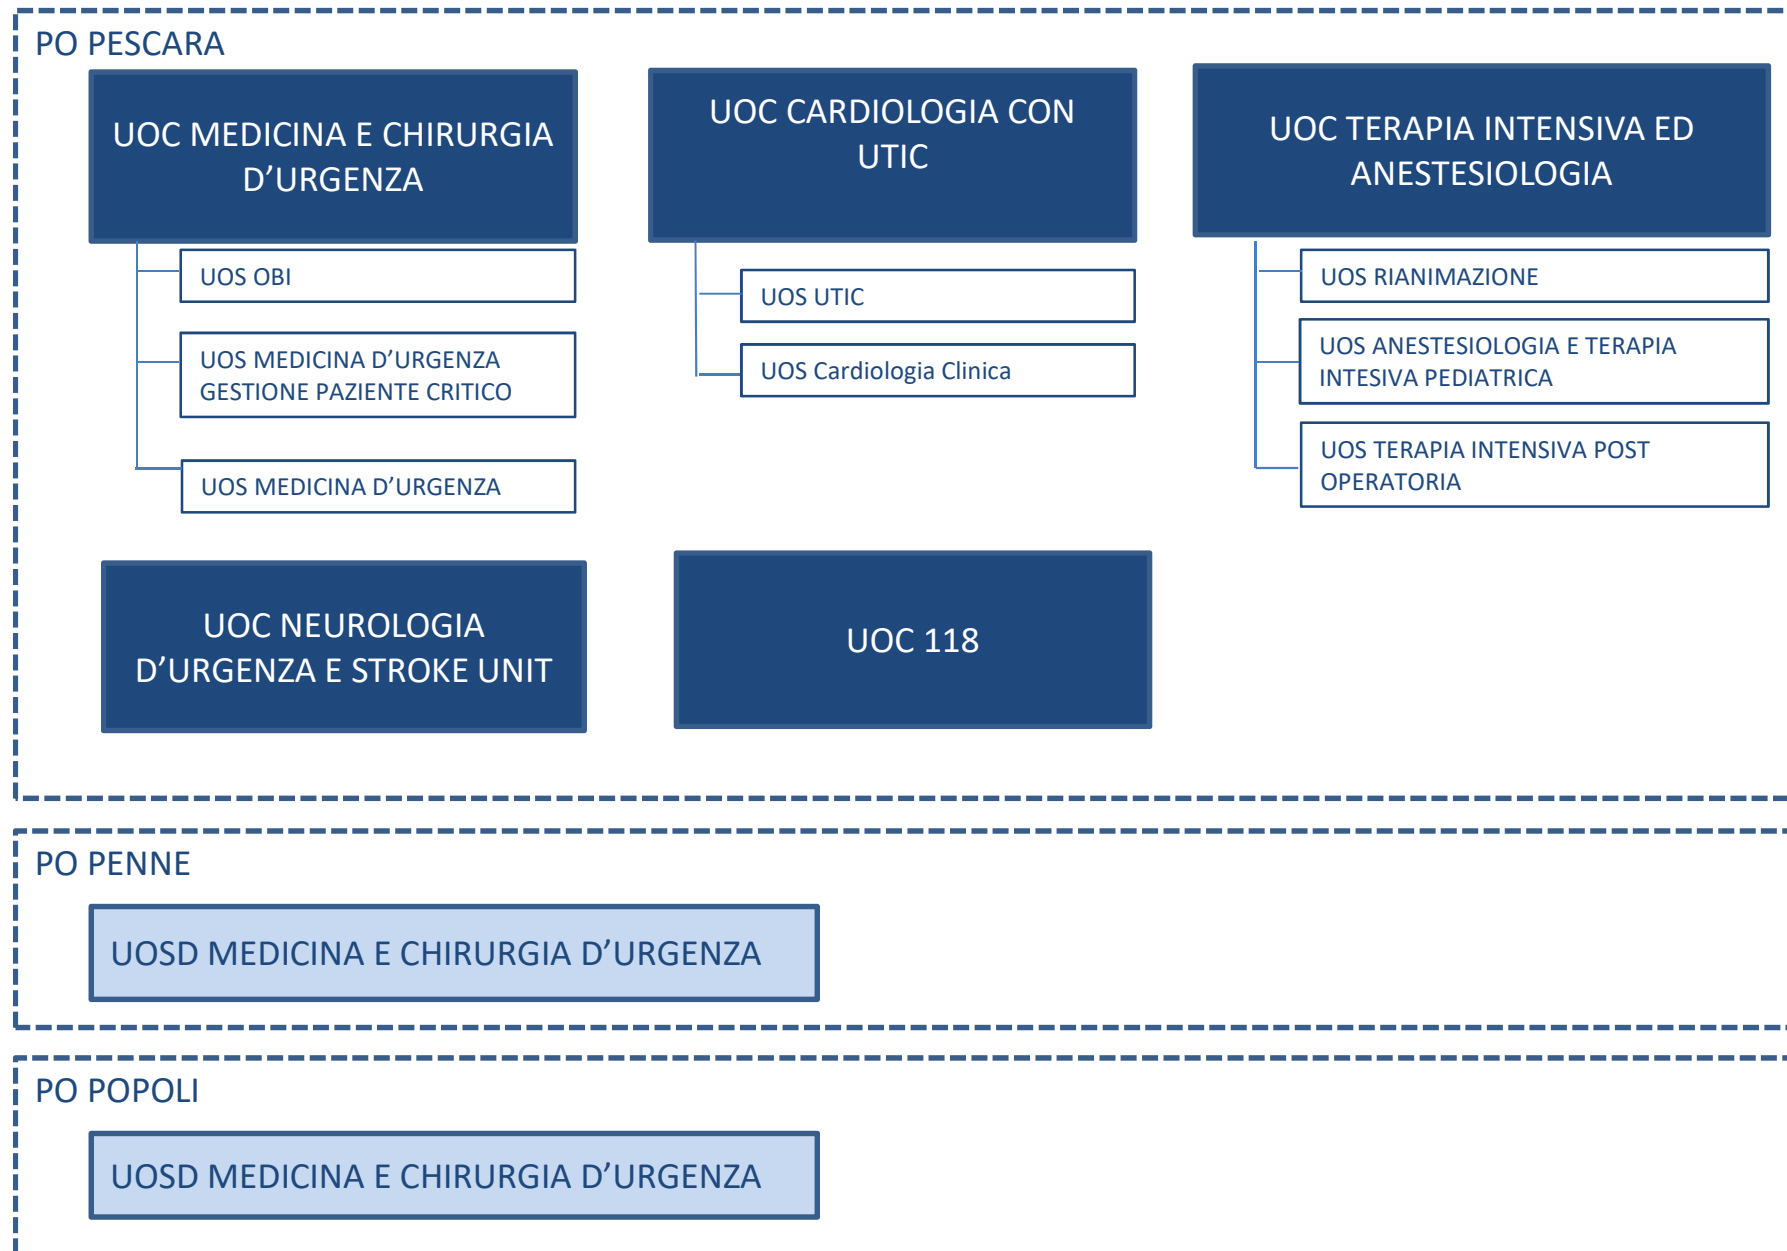 PO PESCARA
UOC MEDICINA E CHIRURGIA
D’URGENZA
UOS OBI
UOS MEDICINA D’URGENZA
GESTIONE PAZIENTE CRITICO
UOS MEDICINA D’URGENZA
UOC CARDIOLOGIA CON
UTIC
UOS UTIC
UOS Cardiologia Clinica
UOC TERAPIA INTENSIVA ED
ANESTESIOLOGIA
UOS RIANIMAZIONE
UOS ANESTESIOLOGIA E TERAPIA
INTESIVA PEDIATRICA
UOS TERAPIA INTENSIVA POST
OPERATORIA
UOC NEUROLOGIA
D’URGENZA E STROKE UNIT
UOC 118
PO PENNE
UOSD MEDICINA E CHIRURGIA D’URGENZA
PO POPOLI
UOSD MEDICINA E CHIRURGIA D’URGENZA